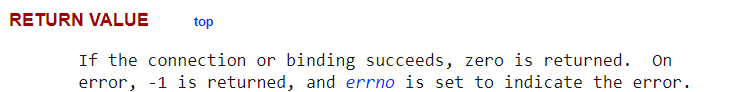 RETURN VALUE top
If the connection or binding succeeds, zero is returned.  On
error, -1 is returned, and errno is set to indicate the error.